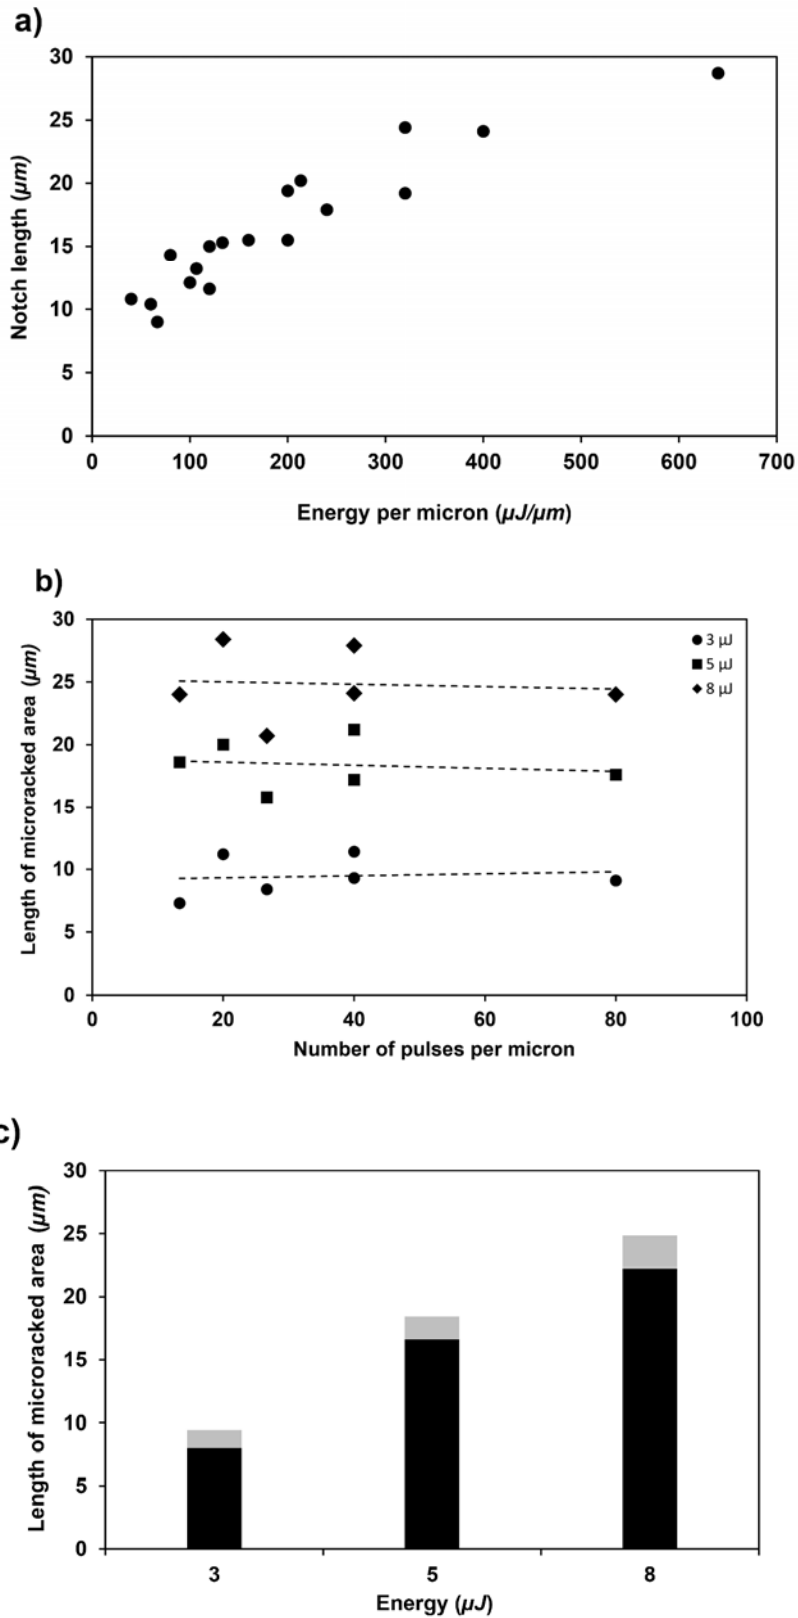 a)
30
25
20
15
10
5
0
Notch length (µm)
0 100 200 300 400 500 600 700
Energy per micron (µJ/µm)
b)
30
25
20
15
10
5
0
Length of microracked area (µm)
3 µJ
5 µJ
8 µJ
0 20 40 60 80 100
Number of pulses per micron
c)
30
25
20
15
10
5
0
Length of microracked area (µm)
3 5 8
Energy (µJ)